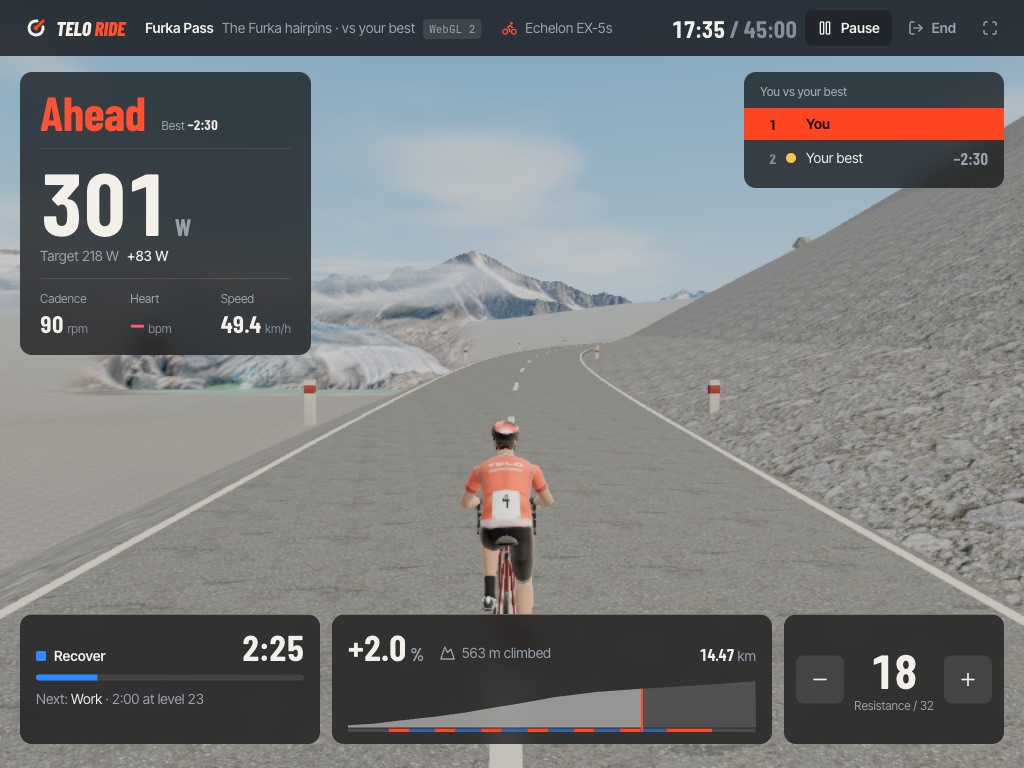 TELO RIDE Furka Pass The Furka hairpins · vs your best WebGL 2 Echelon EX-5s 17:35 / 45:00 Pause End
Ahead Best −2:30
301 W
Target 218 W +83 W
Cadence Heart Speed
90 rpm — bpm 49.4 km/h
You vs your best
1 You
2 Your best −2:30
TELO
4
Recover 2:25
Next: Work · 2:00 at level 23
+2.0 % 563 m climbed 14.47 km
− 18 +
Resistance / 32